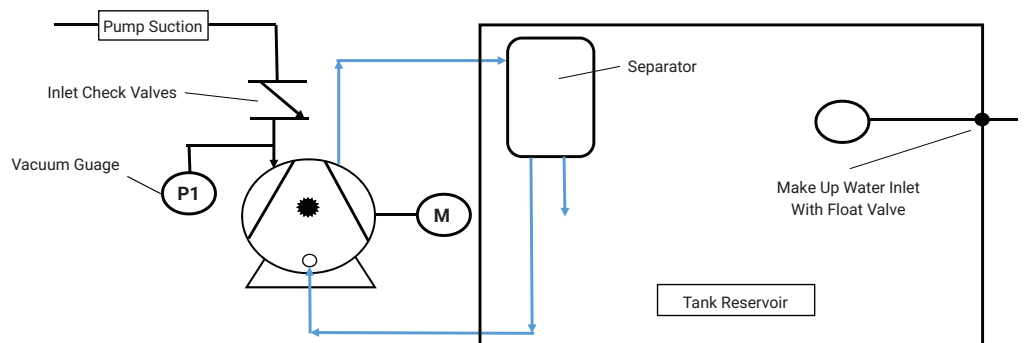 Pump Suction
Separator
Inlet Check Valves
Vacuum Guage
P1
M
Make Up Water Inlet
With Float Valve
Tank Reservoir